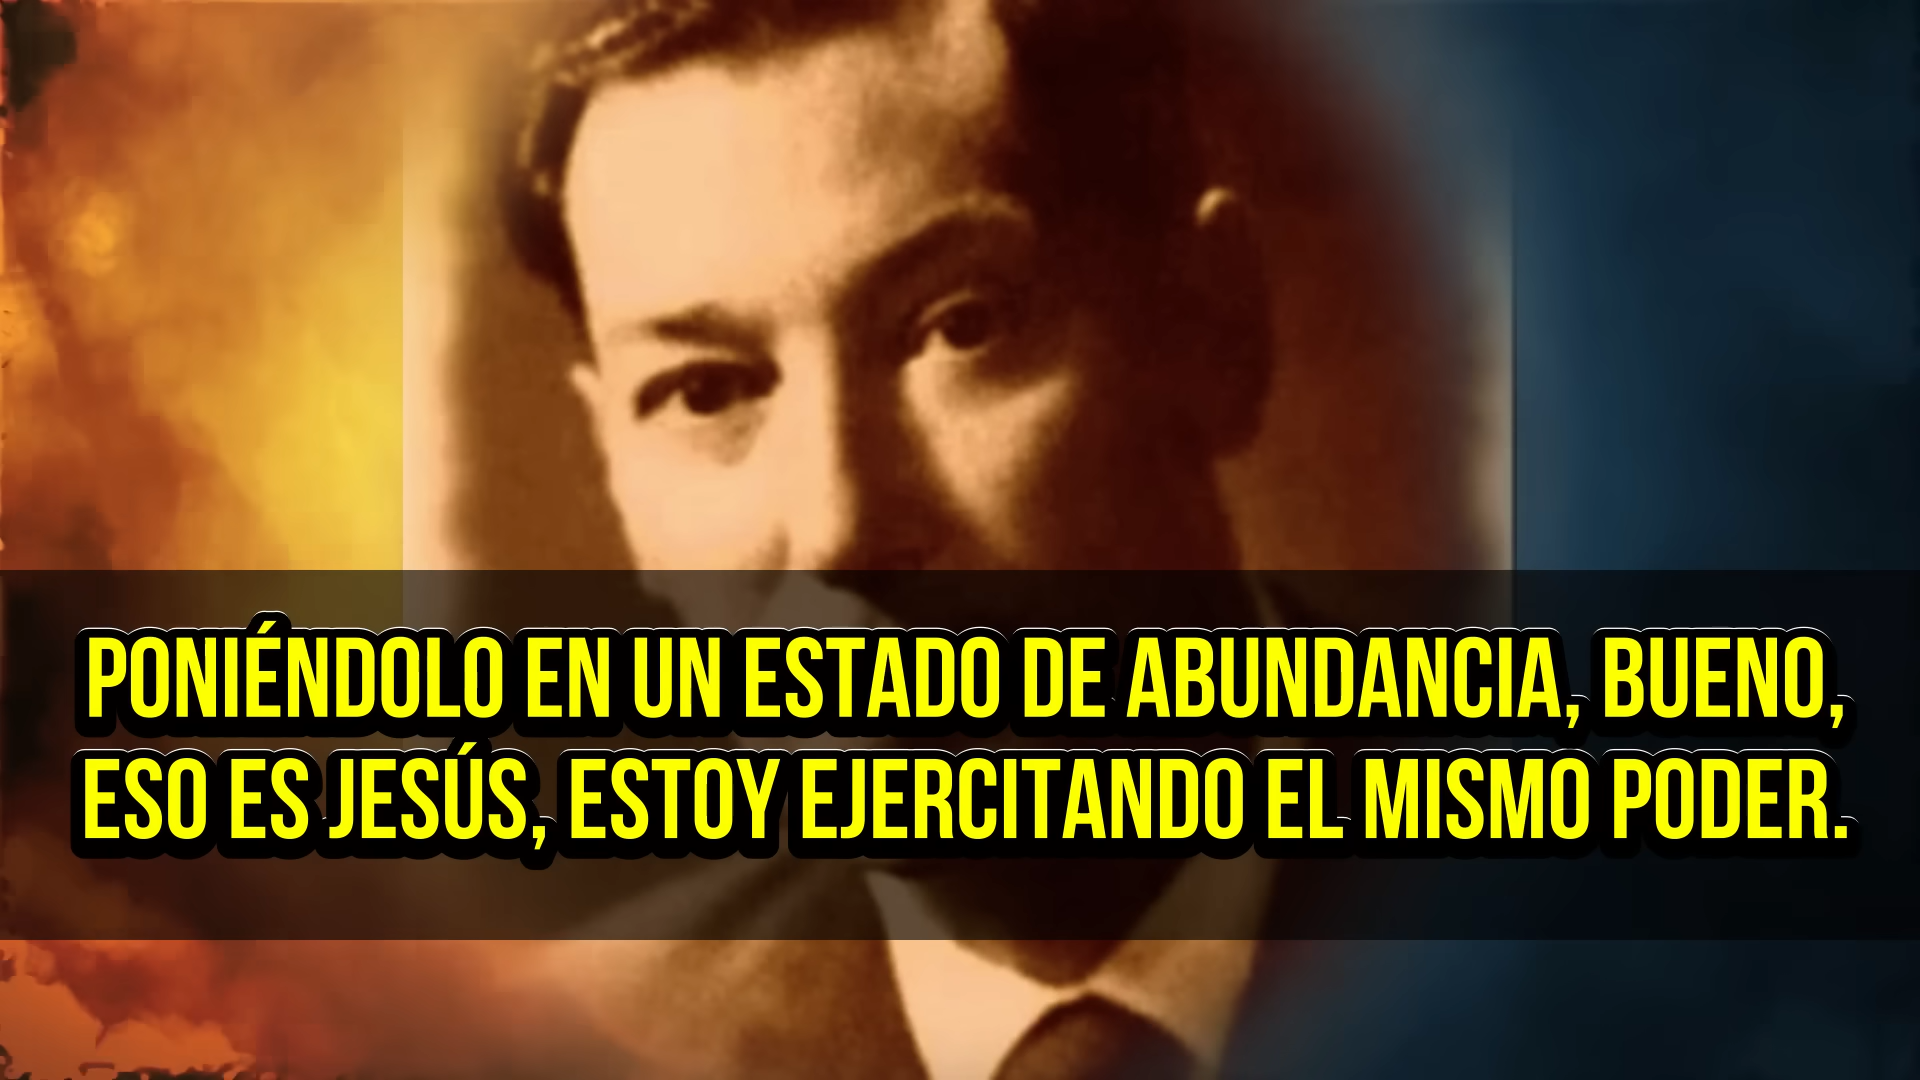 PONIÉNDOLO EN UN ESTADO DE ABUNDANCIA, BUENO,
ESO ES JESÚS, ESTOY EJERCITANDO EL MISMO PODER.